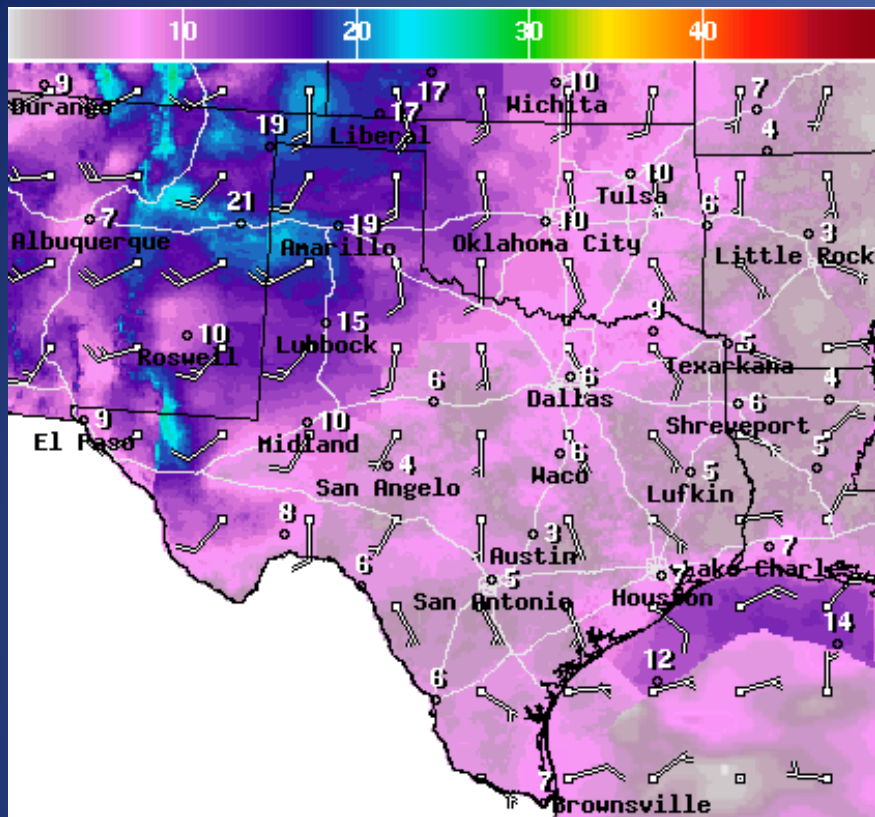 10 20 30 40
9 17 10 7
Durango Wichita
17
Liberal
19 4
10
Tulsa
7 21 19 10 6 3
Albuquerque Amarillo Oklahoma City Little Rock
10 15 9 5
Roswell Lubbock Texarkana
6 6 6 4
Dallas
Shreveport
9 10
El Paso Midland
4 6 5 5
San Angelo Waco Lufkin
8 3 7
Austin Lake Charles
6 5 7
San Antonio Houston
14
12
6
7
Brownsville